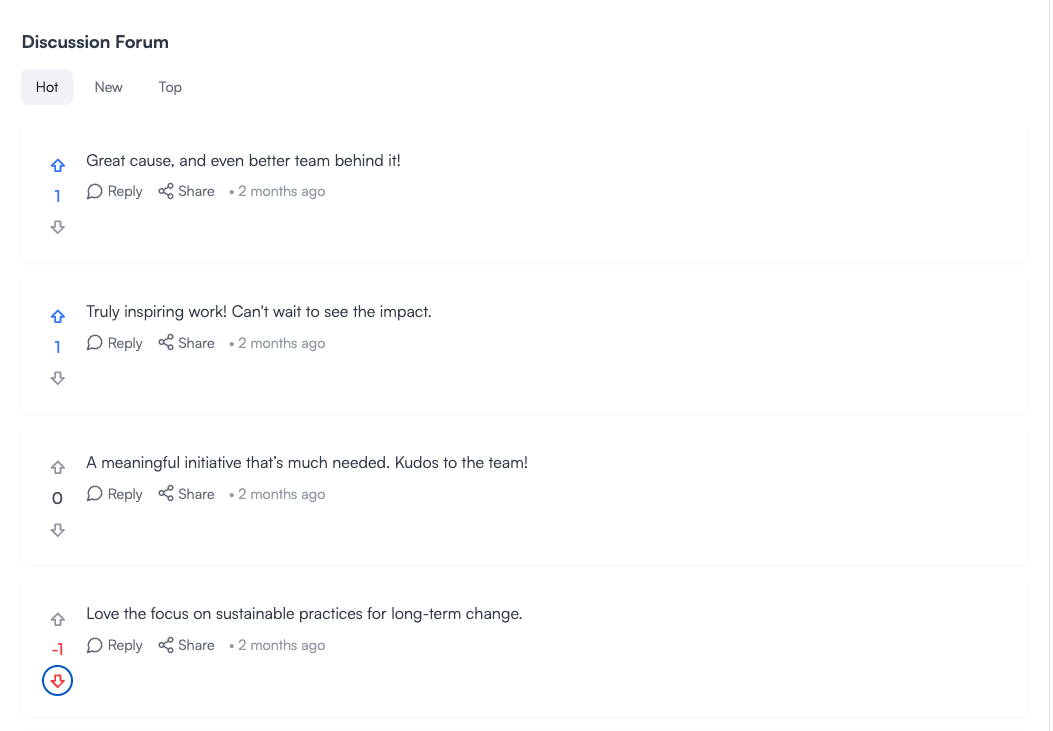 Discussion Forum
Hot New Top
Great cause, and even better team behind it!
1
Reply Share • 2 months ago
Truly inspiring work! Can't wait to see the impact.
1
Reply Share • 2 months ago
A meaningful initiative that’s much needed. Kudos to the team!
0
Reply Share • 2 months ago
Love the focus on sustainable practices for long-term change.
-1
Reply Share • 2 months ago